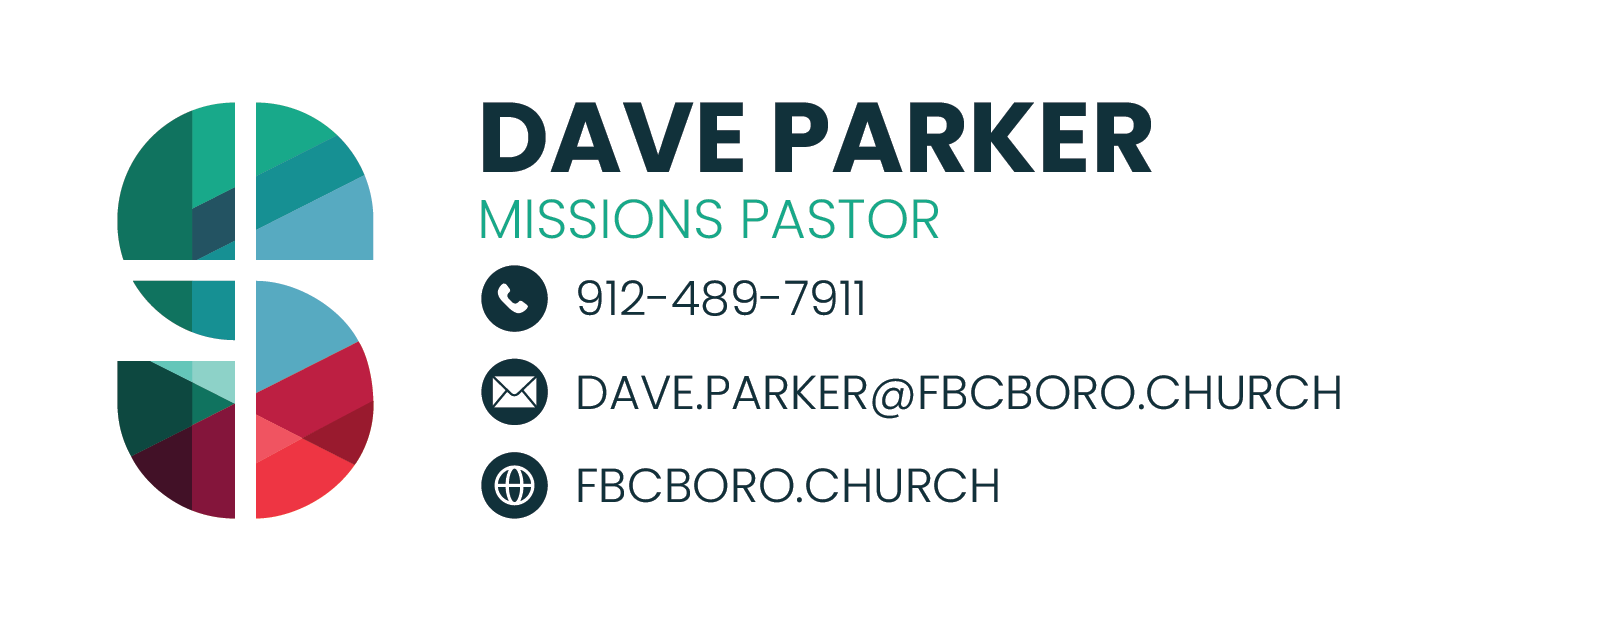 DAVE PARKER
MISSIONS PASTOR
912-489-7911
DAVE.PARKER@FBCBORO.CHURCH
FBCBORO.CHURCH